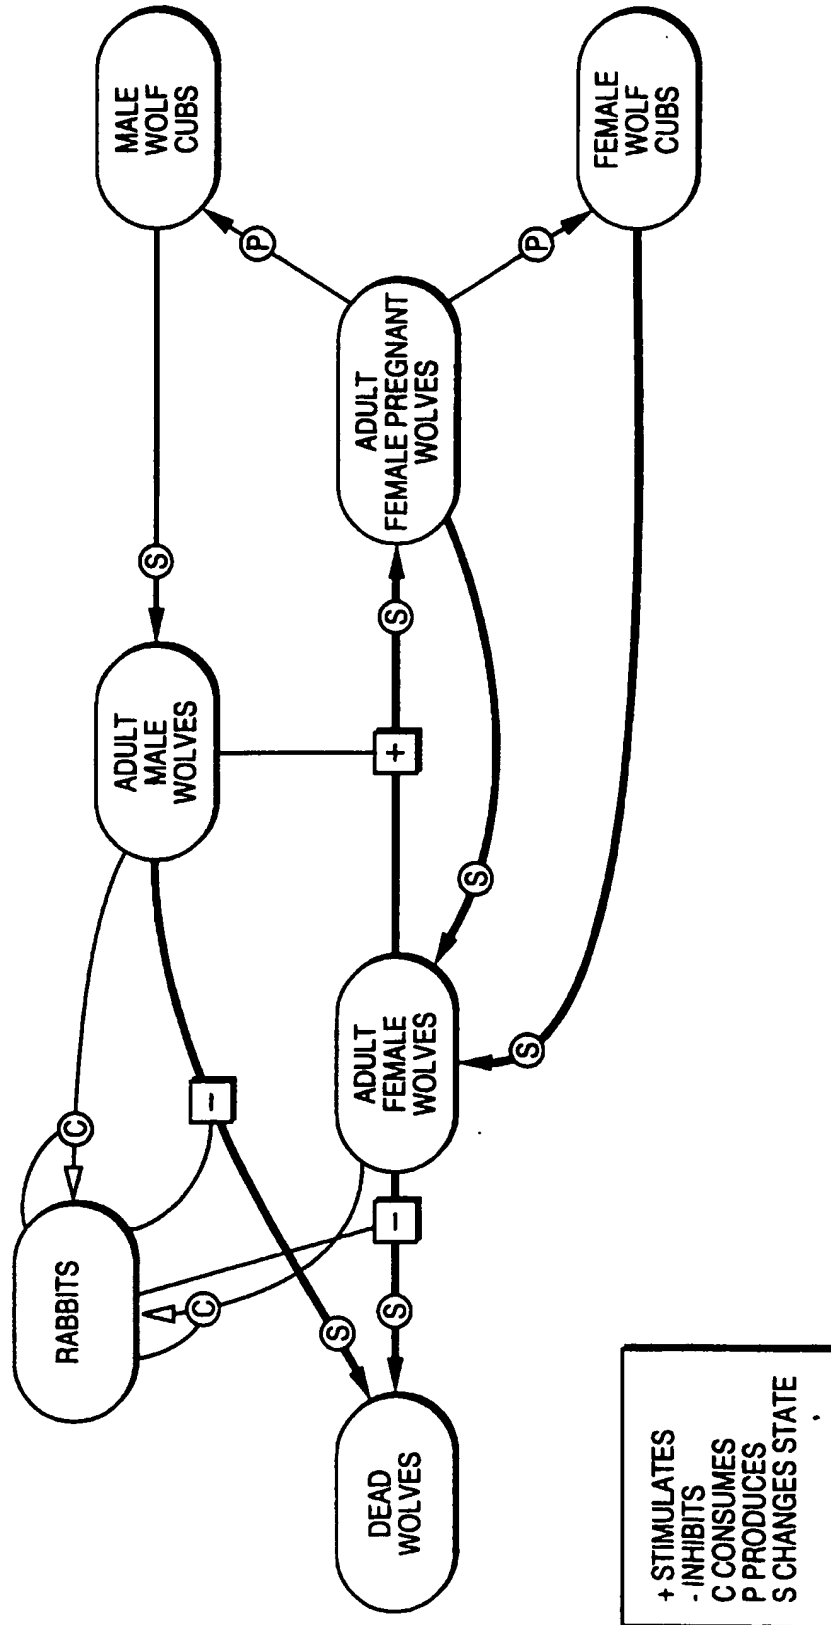 RABBITS
DEAD
WOLVES
C
-
S
C
-
S
ADULT
MALE
WOLVES
ADULT
FEMALE
WOLVES
+
S
S
S
S
ADULT
FEMALE PREGNANT
WOLVES
P
P
MALE
WOLF
CUBS
FEMALE
WOLF
CUBS
+ STIMULATES
- INHIBITS
C CONSUMES
P PRODUCES
S CHANGES STATE